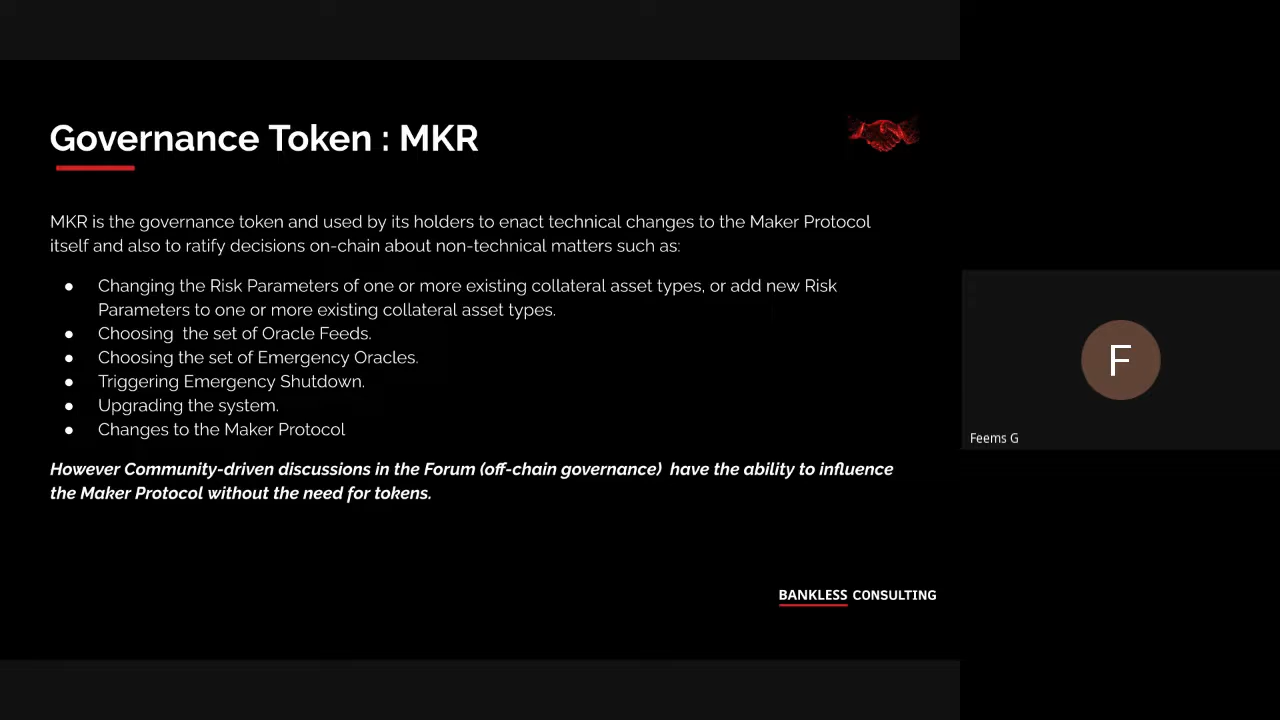 Governance Token : MKR
MKR is the governance token and used by its holders to enact technical changes to the Maker Protocol
itself and also to ratify decisions on-chain about non-technical matters such as:
● Changing the Risk Parameters of one or more existing collateral asset types, or add new Risk
Parameters to one or more existing collateral asset types.
● Choosing  the set of Oracle Feeds.
● Choosing the set of Emergency Oracles.
● Triggering Emergency Shutdown.
● Upgrading the system.
● Changes to the Maker Protocol
However Community-driven discussions in the Forum (off-chain governance)  have the ability to influence
the Maker Protocol without the need for tokens.
BANKLESS CONSULTING
F
Feems G